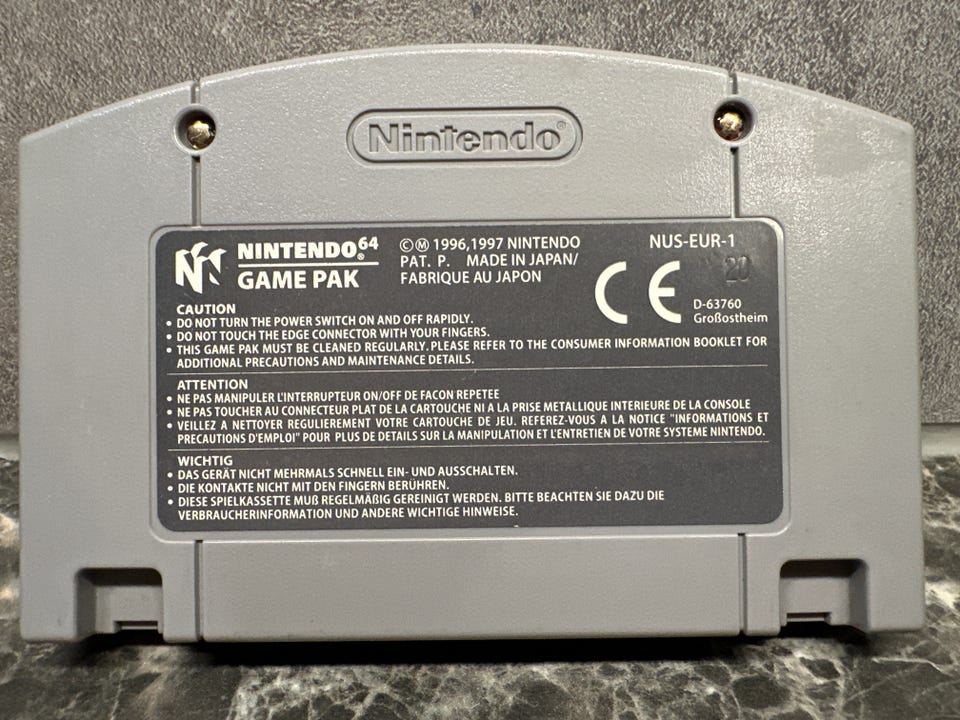 Nintendo®
NINTENDO64®
GAME PAK
©Ⓜ 1996,1997 NINTENDO
PAT. P. MADE IN JAPAN/
FABRIQUE AU JAPON
NUS-EUR-1
20
CE
D-63760
Großostheim
CAUTION
• DO NOT TURN THE POWER SWITCH ON AND OFF RAPIDLY.
• DO NOT TOUCH THE EDGE CONNECTOR WITH YOUR FINGERS.
• THIS GAME PAK MUST BE CLEANED REGULARLY. PLEASE REFER TO THE CONSUMER INFORMATION BOOKLET FOR
ADDITIONAL PRECAUTIONS AND MAINTENANCE DETAILS.
ATTENTION
• NE PAS MANIPULER L'INTERRUPTEUR ON/OFF DE FACON REPETEE
• NE PAS TOUCHER AU CONNECTEUR PLAT DE LA CARTOUCHE NI A LA PRISE METALLIQUE INTERIEURE DE LA CONSOLE
• VEILLEZ A NETTOYER REGULIEREMENT VOTRE CARTOUCHE DE JEU. REFEREZ-VOUS A LA NOTICE "INFORMATIONS ET
PRECAUTIONS D'EMPLOI" POUR PLUS DE DETAILS SUR LA MANIPULATION ET L'ENTRETIEN DE VOTRE SYSTEME NINTENDO.
WICHTIG
• DAS GERÄT NICHT MEHRMALS SCHNELL EIN- UND AUSSCHALTEN.
• DIE KONTAKTE NICHT MIT DEN FINGERN BERÜHREN.
• DIESE SPIELKASSETTE MUß REGELMÄßIG GEREINIGT WERDEN. BITTE BEACHTEN SIE DAZU DIE
VERBRAUCHERINFORMATION UND ANDERE WICHTIGE HINWEISE.